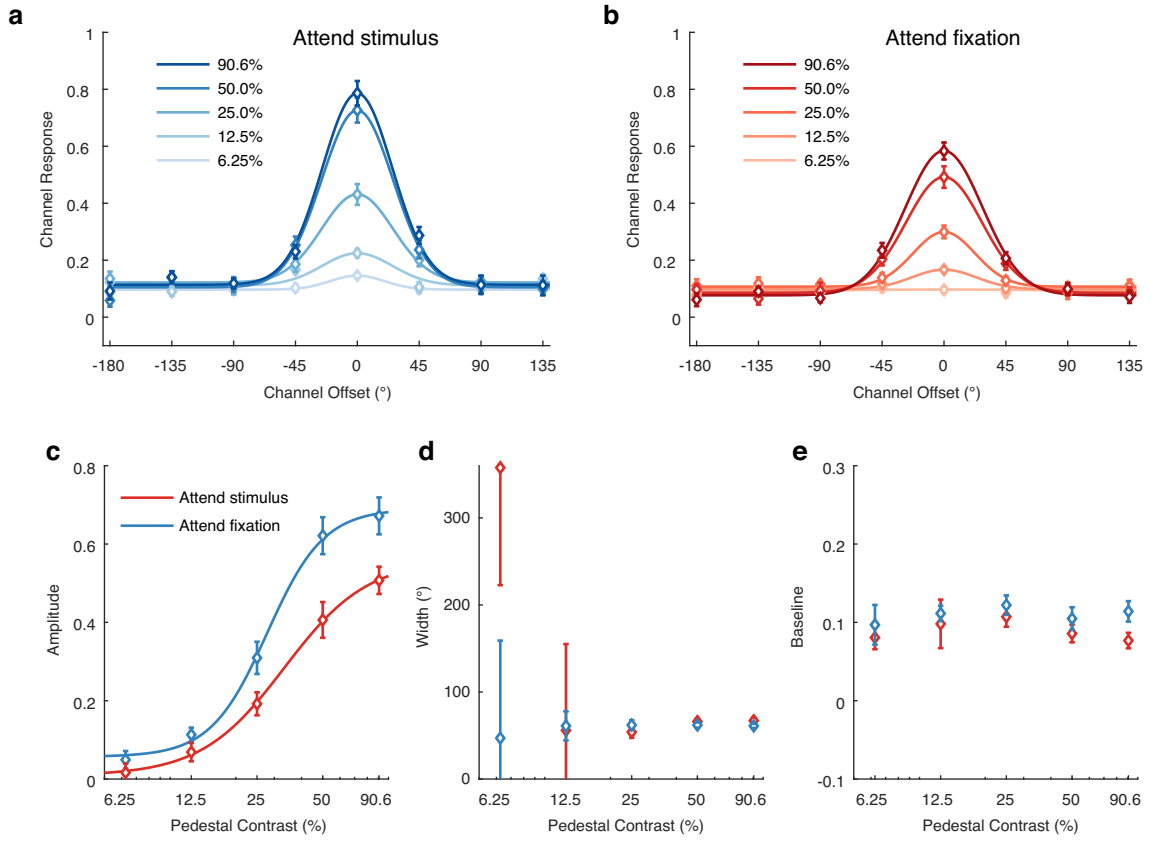 a
Attend stimulus
90.6%
50.0%
25.0%
12.5%
6.25%
Channel Response
1
0.8
0.6
0.4
0.2
0
-180 -135 -90 -45 0 45 90 135
Channel Offset (°)
b
Attend fixation
90.6%
50.0%
25.0%
12.5%
6.25%
Channel Response
1
0.8
0.6
0.4
0.2
0
-180 -135 -90 -45 0 45 90 135
Channel Offset (°)
c
Attend stimulus
Attend fixation
Amplitude
0.8
0.6
0.4
0.2
0
6.25 12.5 25 50 90.6
Pedestal Contrast (%)
d
Width (°)
300
200
100
0
6.25 12.5 25 50 90.6
Pedestal Contrast (%)
e
Baseline
0.3
0.2
0.1
0
-0.1
6.25 12.5 25 50 90.6
Pedestal Contrast (%)